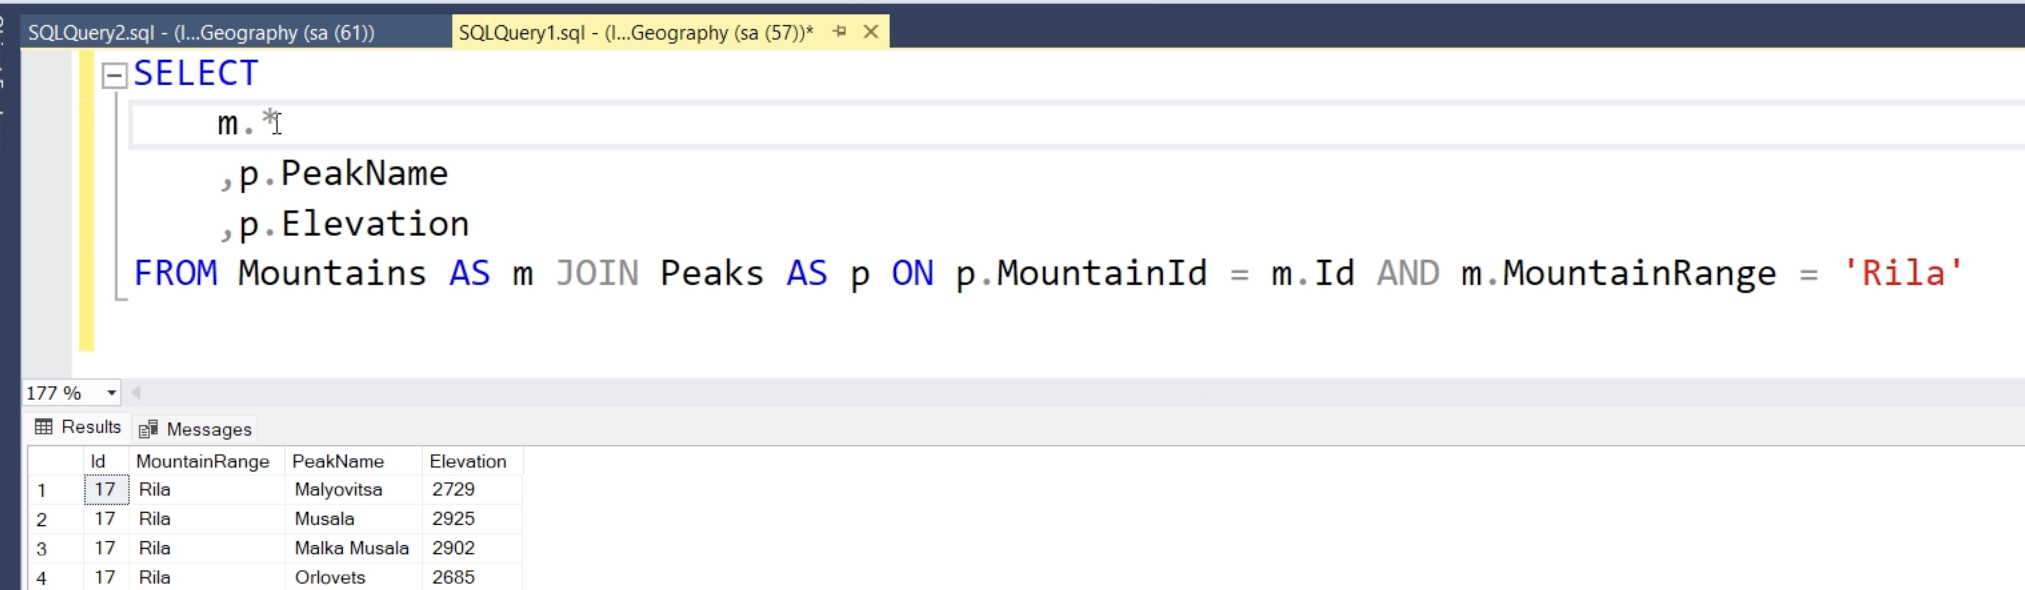 SQLQuery2.sql - (l...Geography (sa (61))
SQLQuery1.sql - (l...Geography (sa (57))*
SELECT
m.*
,p.PeakName
,p.Elevation
FROM Mountains AS m JOIN Peaks AS p ON p.MountainId = m.Id AND m.MountainRange = 'Rila'
177 %
Results
Messages
Id MountainRange PeakName Elevation
1 17 Rila Malyovitsa 2729
2 17 Rila Musala 2925
3 17 Rila Malka Musala 2902
4 17 Rila Orlovets 2685